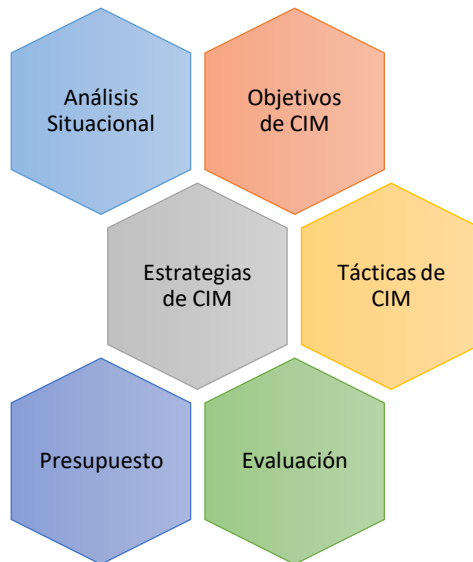 Análisis
Situacional
Objetivos
de CIM
Estrategias
de CIM
Tácticas de
CIM
Presupuesto
Evaluación